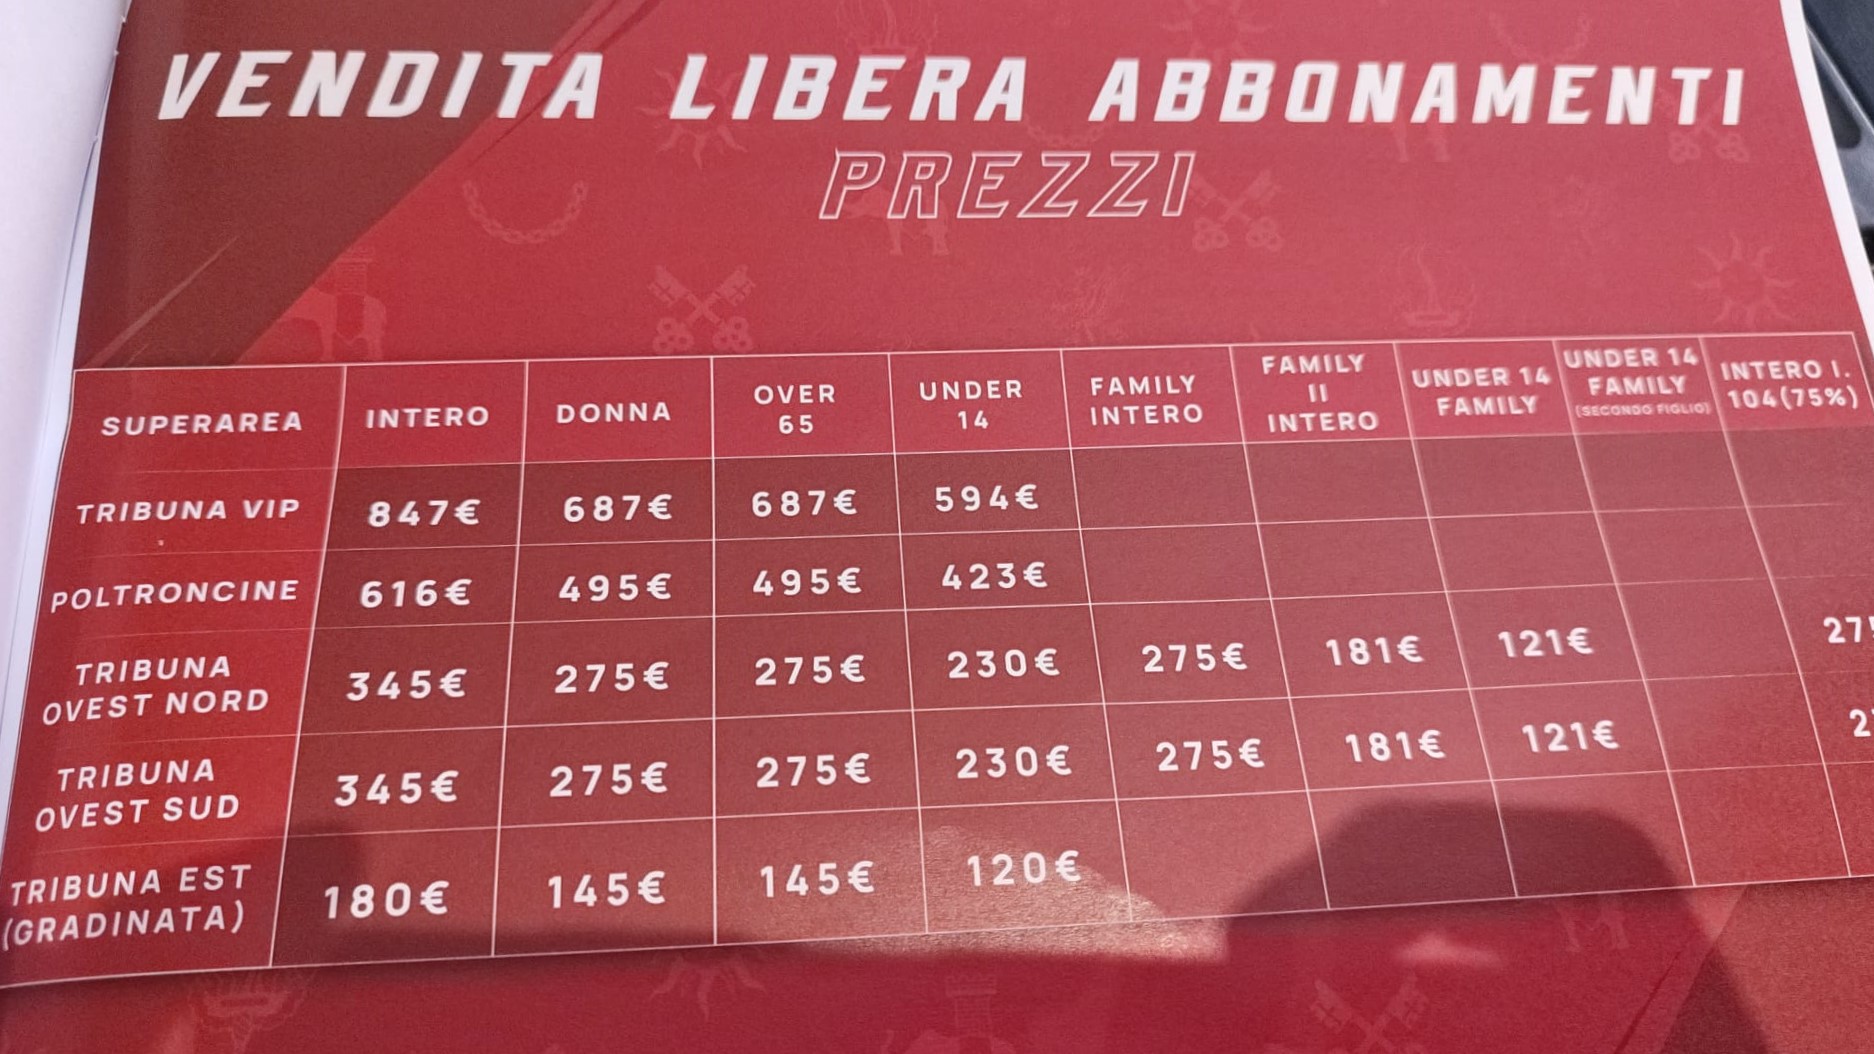 VENDITA LIBERA ABBONAMENTI
PREZZI
SUPERAREA INTERO DONNA OVER 65 UNDER 14 FAMILY INTERO FAMILY II INTERO UNDER 14 FAMILY UNDER 14 FAMILY (SECONDO FIGLIO) INTERO I. 104(75%)
TRIBUNA VIP 847€ 687€ 687€ 594€
POLTRONCINE 616€ 495€ 495€ 423€
TRIBUNA OVEST NORD 345€ 275€ 275€ 230€ 275€ 181€ 121€
TRIBUNA OVEST SUD 345€ 275€ 275€ 230€ 275€ 181€ 121€
TRIBUNA EST (GRADINATA) 180€ 145€ 145€ 120€